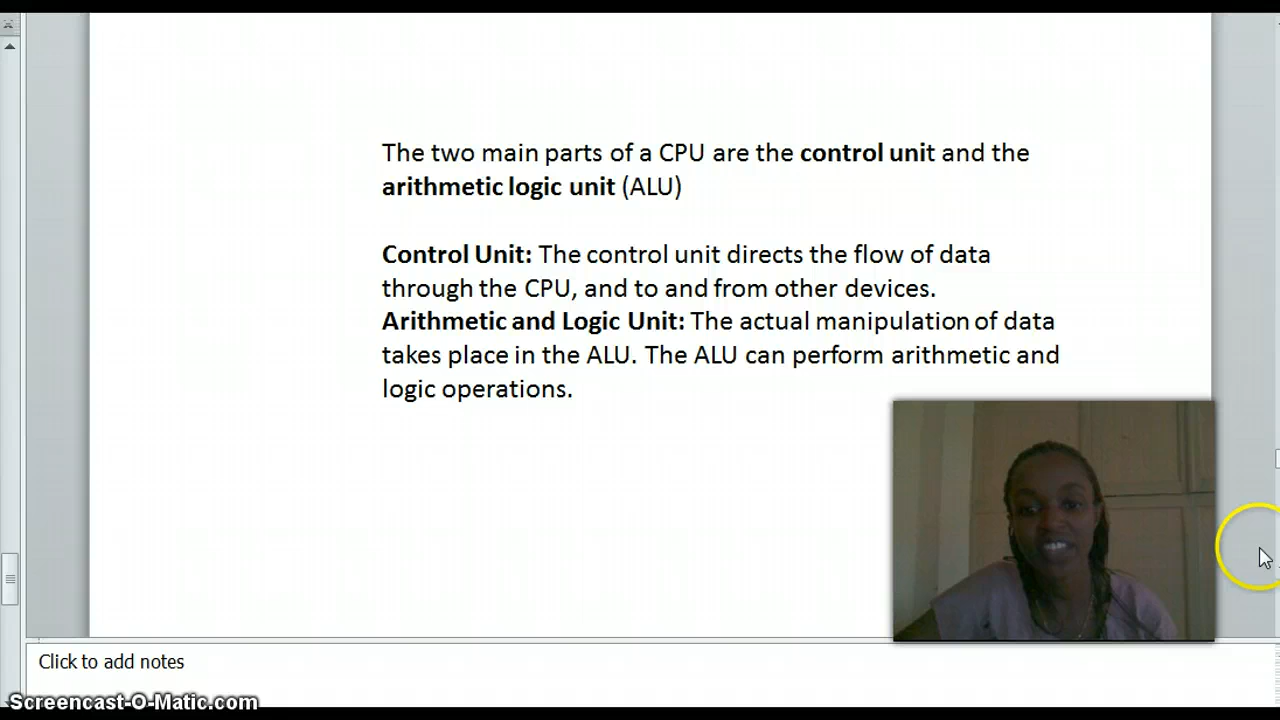 The two main parts of a CPU are the control unit and the
arithmetic logic unit (ALU)
Control Unit: The control unit directs the flow of data
through the CPU, and to and from other devices.
Arithmetic and Logic Unit: The actual manipulation of data
takes place in the ALU. The ALU can perform arithmetic and
logic operations.
Click to add notes
Screencast-O-Matic.com